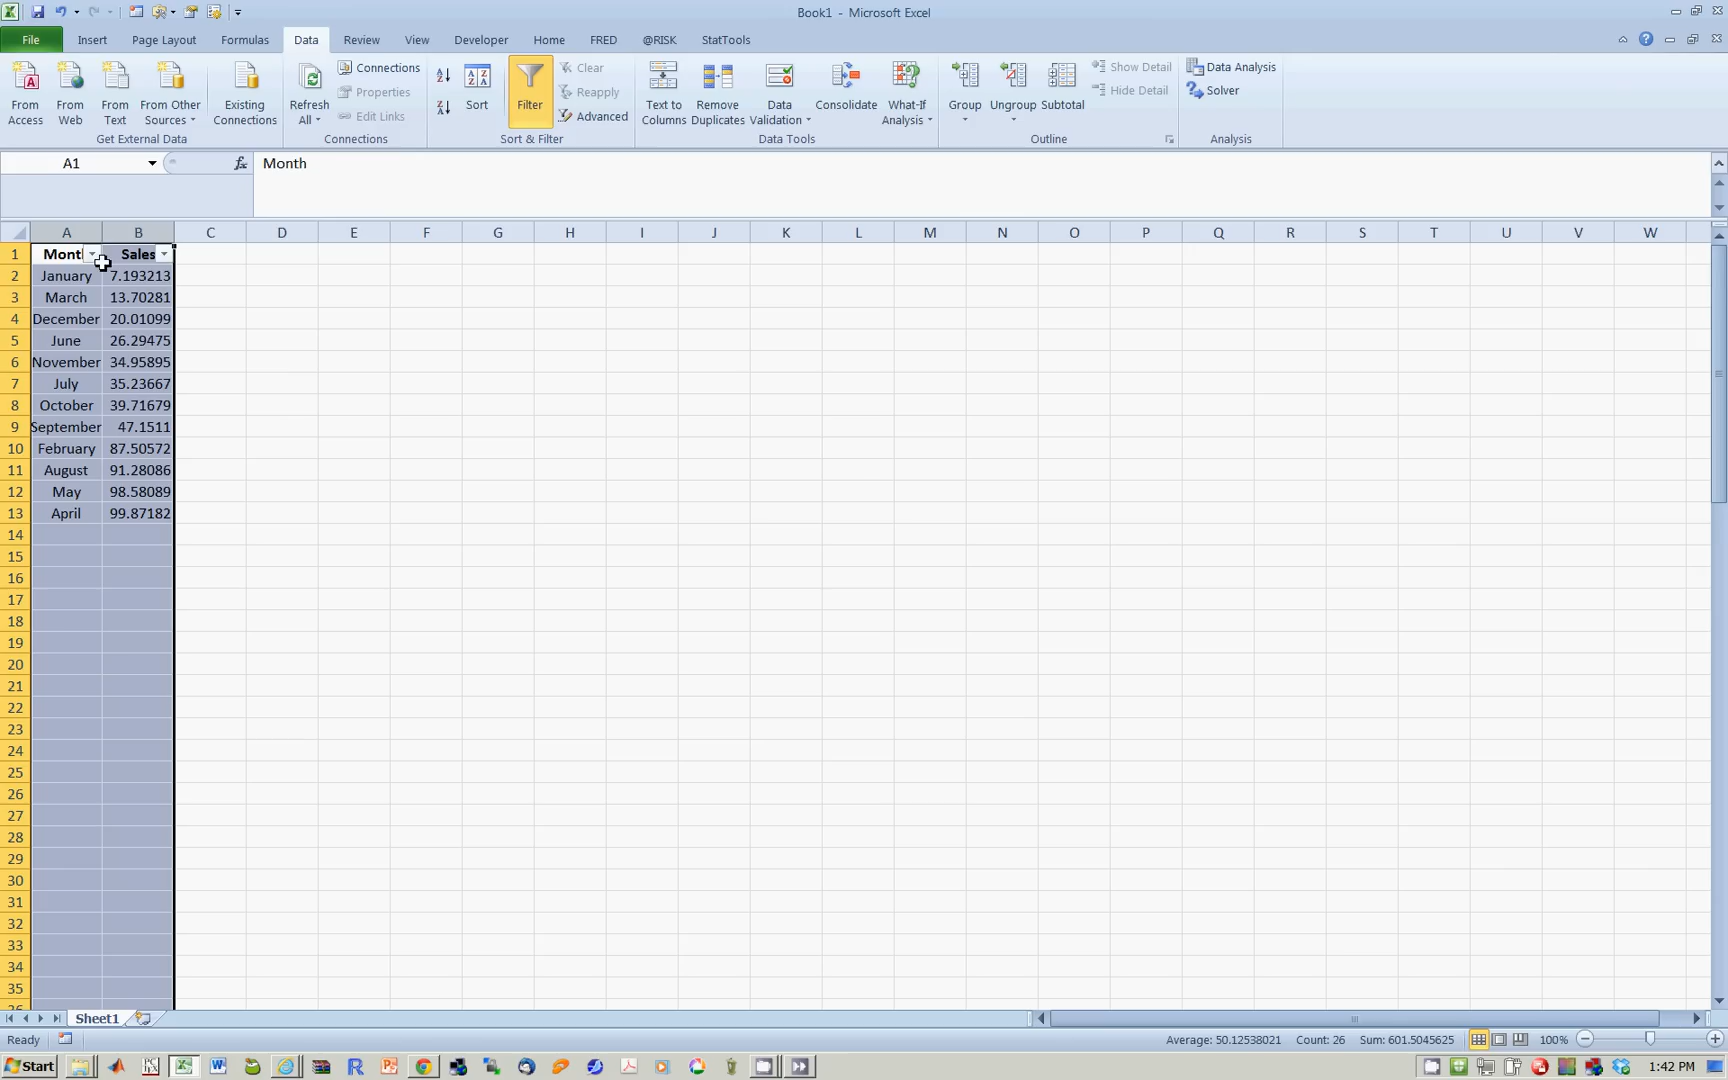 Book1 - Microsoft Excel
File Insert Page Layout Formulas Data Review View Developer Home FRED @RISK StatTools
From Access
From Web
From Text
From Other Sources
Existing Connections
Get External Data
Refresh All
Connections
Properties
Edit Links
Connections
Sort
Filter
Clear
Reapply
Advanced
Sort & Filter
Text to Columns
Remove Duplicates
Data Validation
Consolidate
What-If Analysis
Data Tools
Group
Ungroup
Subtotal
Show Detail
Hide Detail
Outline
Data Analysis
Solver
Analysis
A1 fx Month
A B C D E F G H I J K L M N O P Q R S T U V W
1 Month Sales
2 January 7.193213
3 March 13.70281
4 December 20.01099
5 June 26.29475
6 November 34.95895
7 July 35.23667
8 October 39.71679
9 September 47.1511
10 February 87.50572
11 August 91.28086
12 May 98.58089
13 April 99.87182
14
15
16
17
18
19
20
21
22
23
24
25
26
27
28
29
30
31
32
33
34
35
Sheet1
Ready Average: 50.12538021 Count: 26 Sum: 601.5045625 100%
Start 1:42 PM